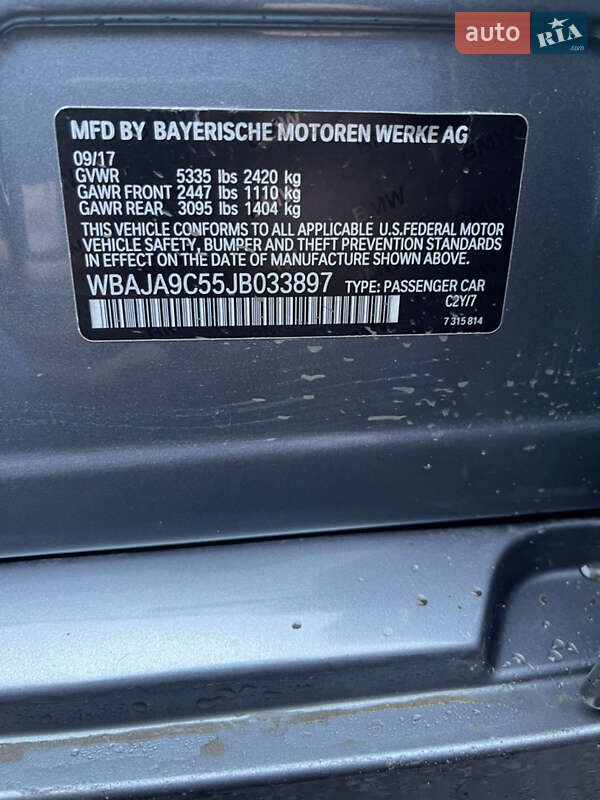 auto RIA .com
MFD BY BAYERISCHE MOTOREN WERKE AG
09/17
GVWR 5335 lbs 2420 kg
GAWR FRONT 2447 lbs 1110 kg
GAWR REAR 3095 lbs 1404 kg
THIS VEHICLE CONFORMS TO ALL APPLICABLE U.S.FEDERAL MOTOR
VEHICLE SAFETY, BUMPER AND THEFT PREVENTION STANDARDS
IN EFFECT ON THE DATE OF MANUFACTURE SHOWN ABOVE.
WBAJA9C55JB033897 TYPE: PASSENGER CAR
C2Y/7
7 315 814